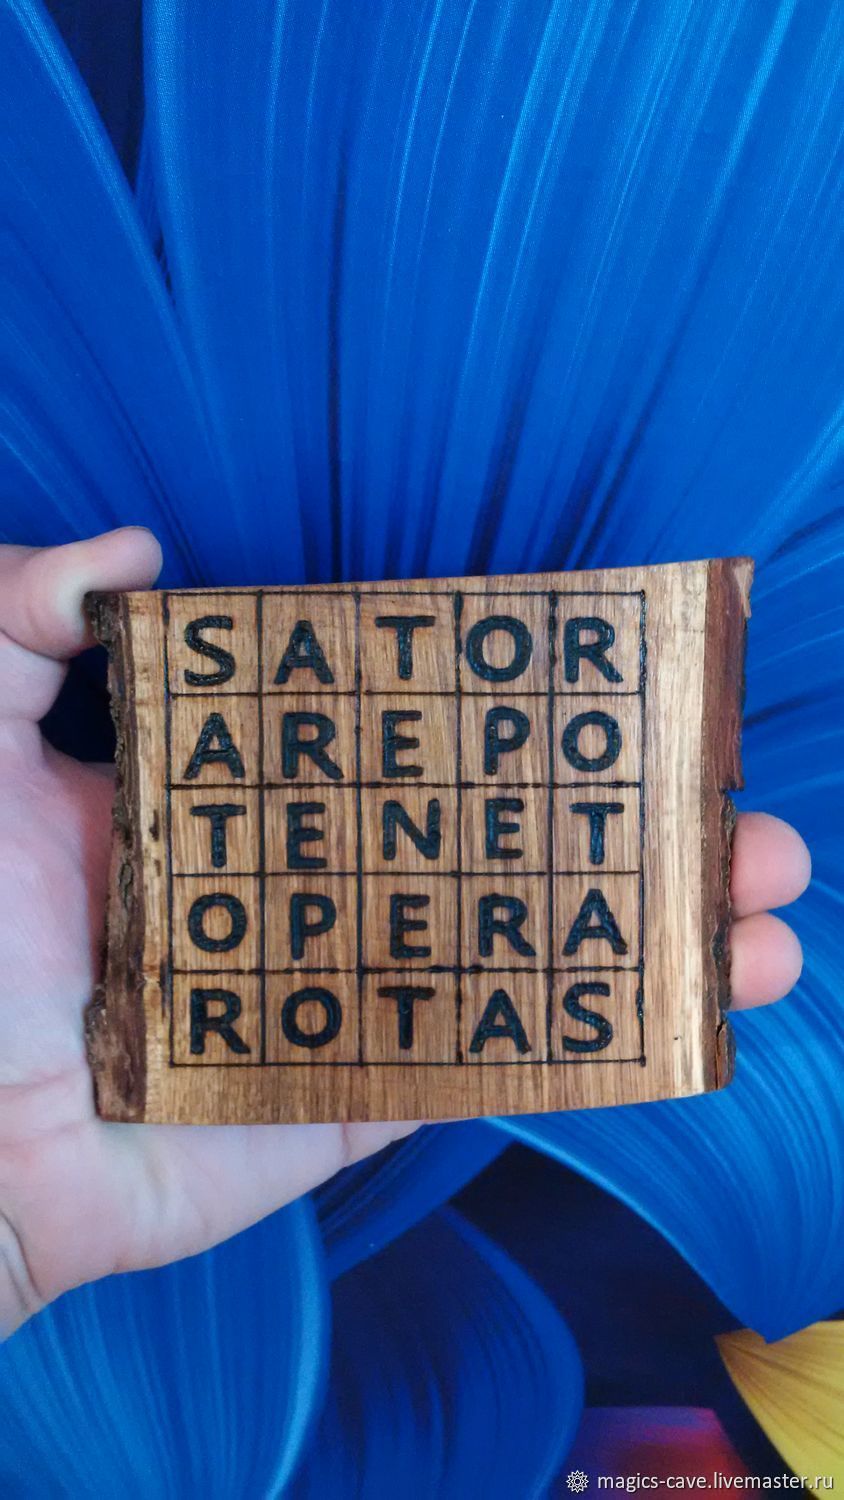 SATOR
AREPO
TENET
OPERA
ROTAS
magics-cave.livemaster.ru